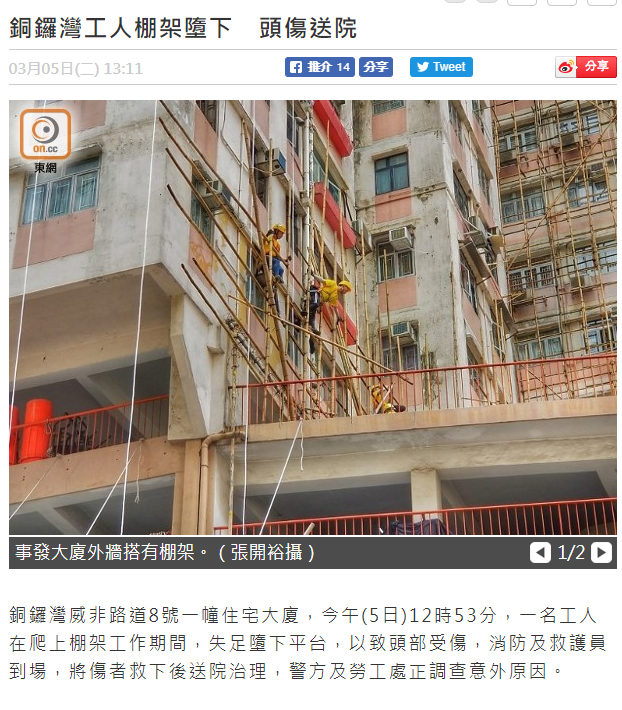 銅鑼灣工人棚架墮下　頭傷送院
03月05日(二) 13:11
推介 14
分享
Tweet
分享
on.cc
東網
事發大廈外牆搭有棚架。（張開裕攝）
1/2
銅鑼灣威非路道8號一幢住宅大廈，今午(5日)12時53分，一名工人
在爬上棚架工作期間，失足墮下平台，以致頭部受傷，消防及救護員
到場，將傷者救下後送院治理，警方及勞工處正調查意外原因。